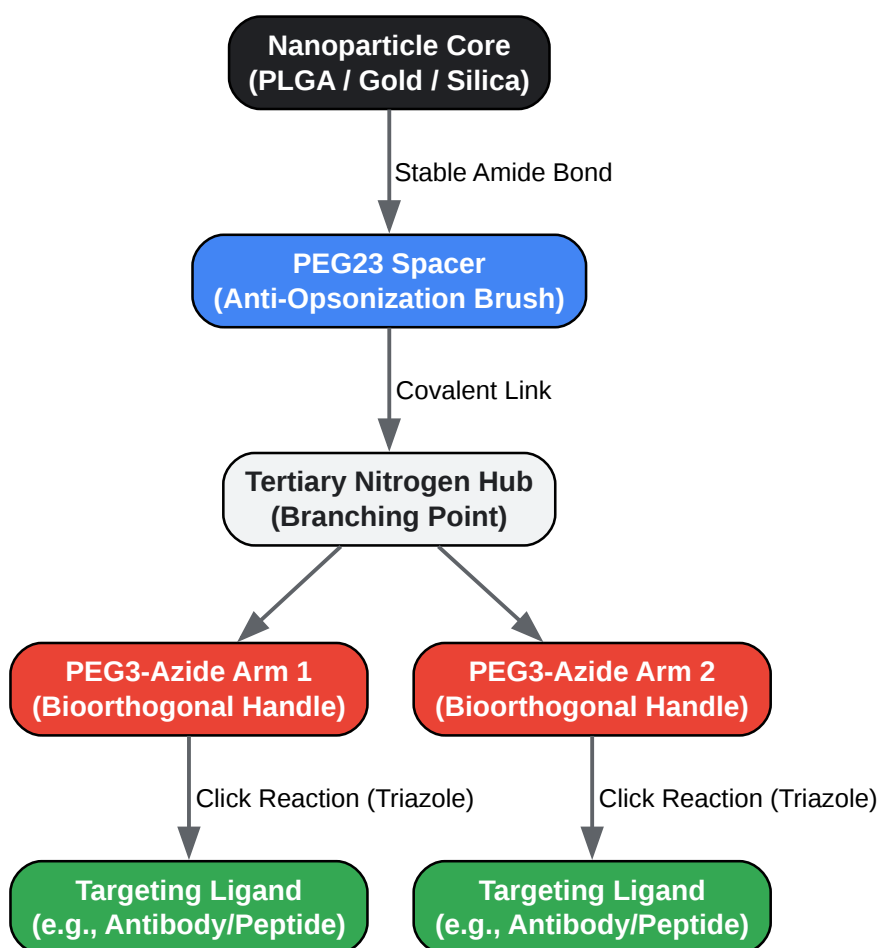 Nanoparticle Core
(PLGA / Gold / Silica)
Stable Amide Bond
PEG23 Spacer
(Anti-Opsonization Brush)
Covalent Link
Tertiary Nitrogen Hub
(Branching Point)
PEG3-Azide Arm 1
(Bioorthogonal Handle)
PEG3-Azide Arm 2
(Bioorthogonal Handle)
Click Reaction (Triazole)
Click Reaction (Triazole)
Targeting Ligand
(e.g., Antibody/Peptide)
Targeting Ligand
(e.g., Antibody/Peptide)